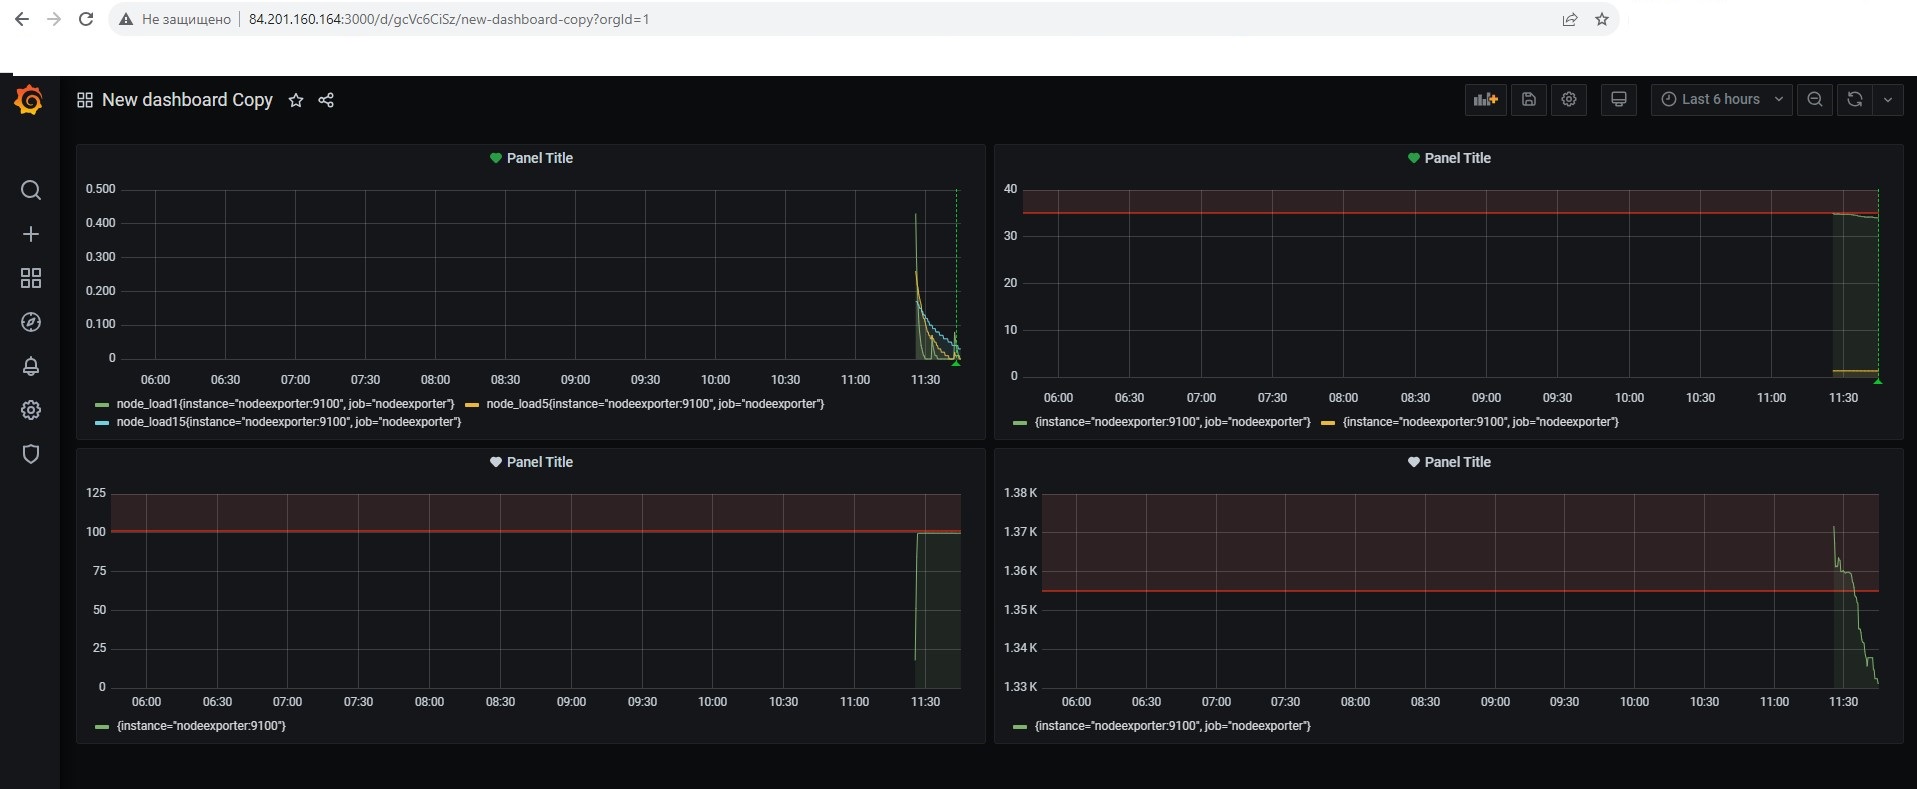 Не защищено 84.201.160.164:3000/d/gcVc6CiSz/new-dashboard-copy?orgId=1
New dashboard Copy
Last 6 hours
Panel Title
0.500
0.400
0.300
0.200
0.100
0
06:00 06:30 07:00 07:30 08:00 08:30 09:00 09:30 10:00 10:30 11:00 11:30
node_load1{instance="nodeexporter:9100", job="nodeexporter"} node_load5{instance="nodeexporter:9100", job="nodeexporter"}
node_load15{instance="nodeexporter:9100", job="nodeexporter"}
Panel Title
40
30
20
10
0
06:00 06:30 07:00 07:30 08:00 08:30 09:00 09:30 10:00 10:30 11:00 11:30
{instance="nodeexporter:9100", job="nodeexporter"} {instance="nodeexporter:9100", job="nodeexporter"}
Panel Title
125
100
75
50
25
0
06:00 06:30 07:00 07:30 08:00 08:30 09:00 09:30 10:00 10:30 11:00 11:30
{instance="nodeexporter:9100"}
Panel Title
1.38 K
1.37 K
1.36 K
1.35 K
1.34 K
1.33 K
06:00 06:30 07:00 07:30 08:00 08:30 09:00 09:30 10:00 10:30 11:00 11:30
{instance="nodeexporter:9100", job="nodeexporter"}